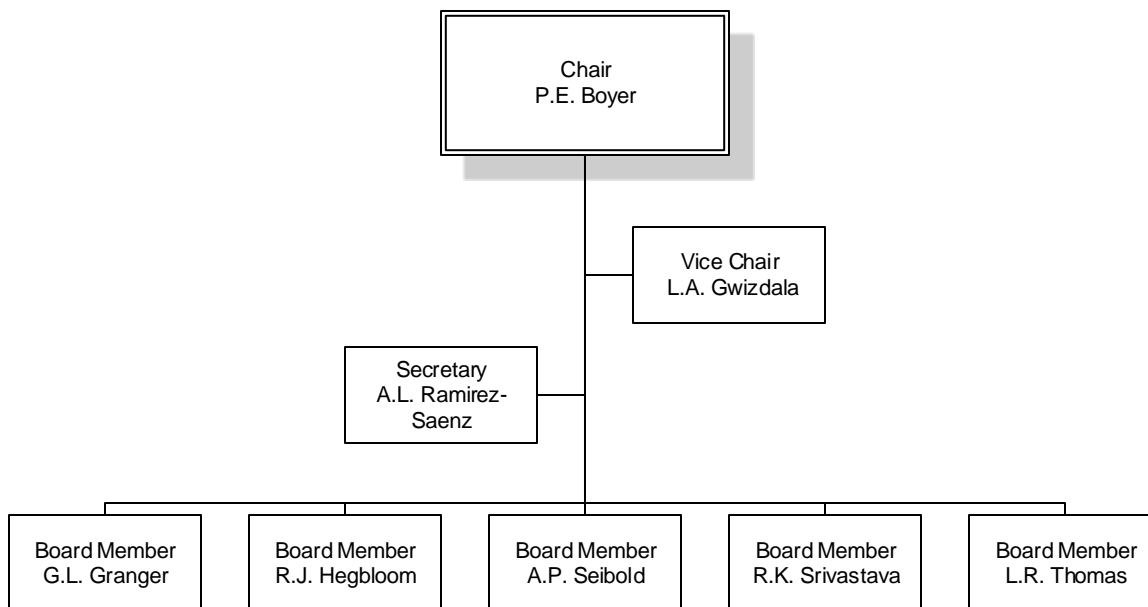 Chair
P.E. Boyer
Vice Chair
L.A. Gwizdala
Secretary
A.L. Ramirez-
Saenz
Board Member
G.L. Granger
Board Member
R.J. Hegbloom
Board Member
A.P. Seibold
Board Member
R.K. Srivastava
Board Member
L.R. Thomas